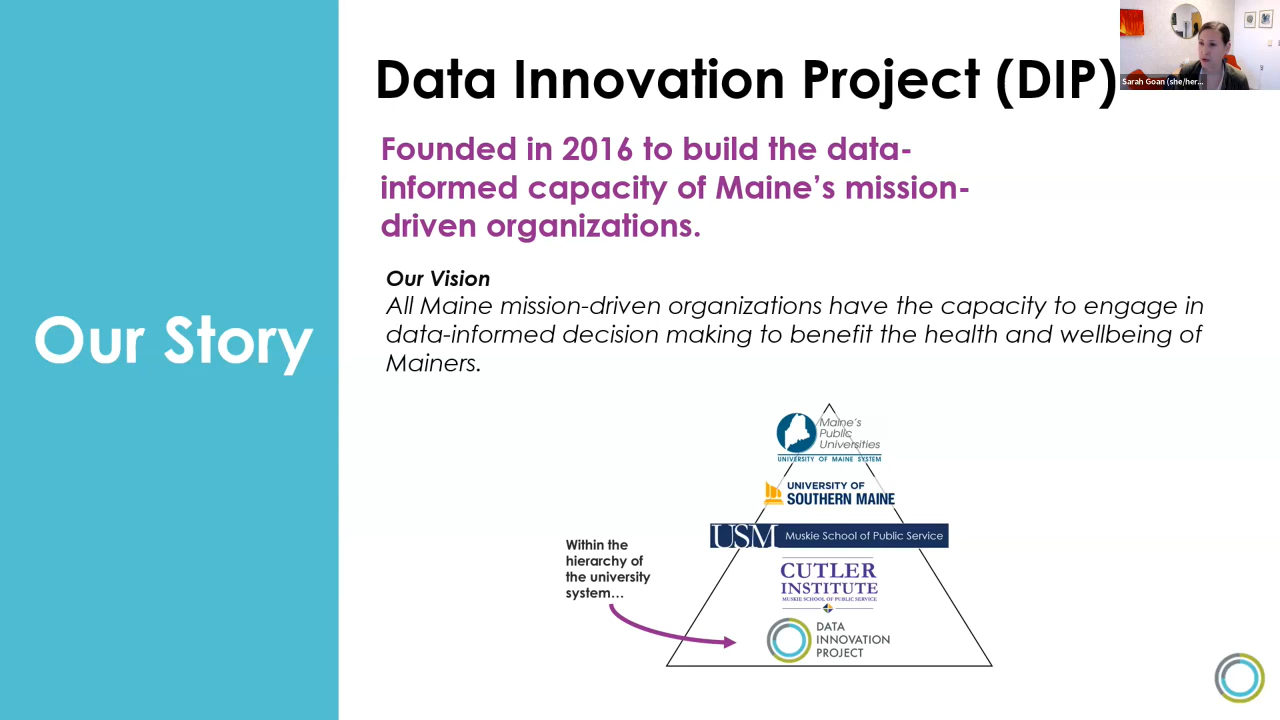 Our Story
Data Innovation Project (DIP)
Sarah Goan (she/her...
Founded in 2016 to build the data-
informed capacity of Maine’s mission-
driven organizations.
Our Vision
All Maine mission-driven organizations have the capacity to engage in
data-informed decision making to benefit the health and wellbeing of
Mainers.
Maine's
Public
Universities
UNIVERSITY OF MAINE SYSTEM
UNIVERSITY OF
SOUTHERN MAINE
USM Muskie School of Public Service
Within the
hierarchy of
the university
system…
CUTLER
INSTITUTE
MUSKIE SCHOOL OF PUBLIC SERVICE
DATA
INNOVATION
PROJECT